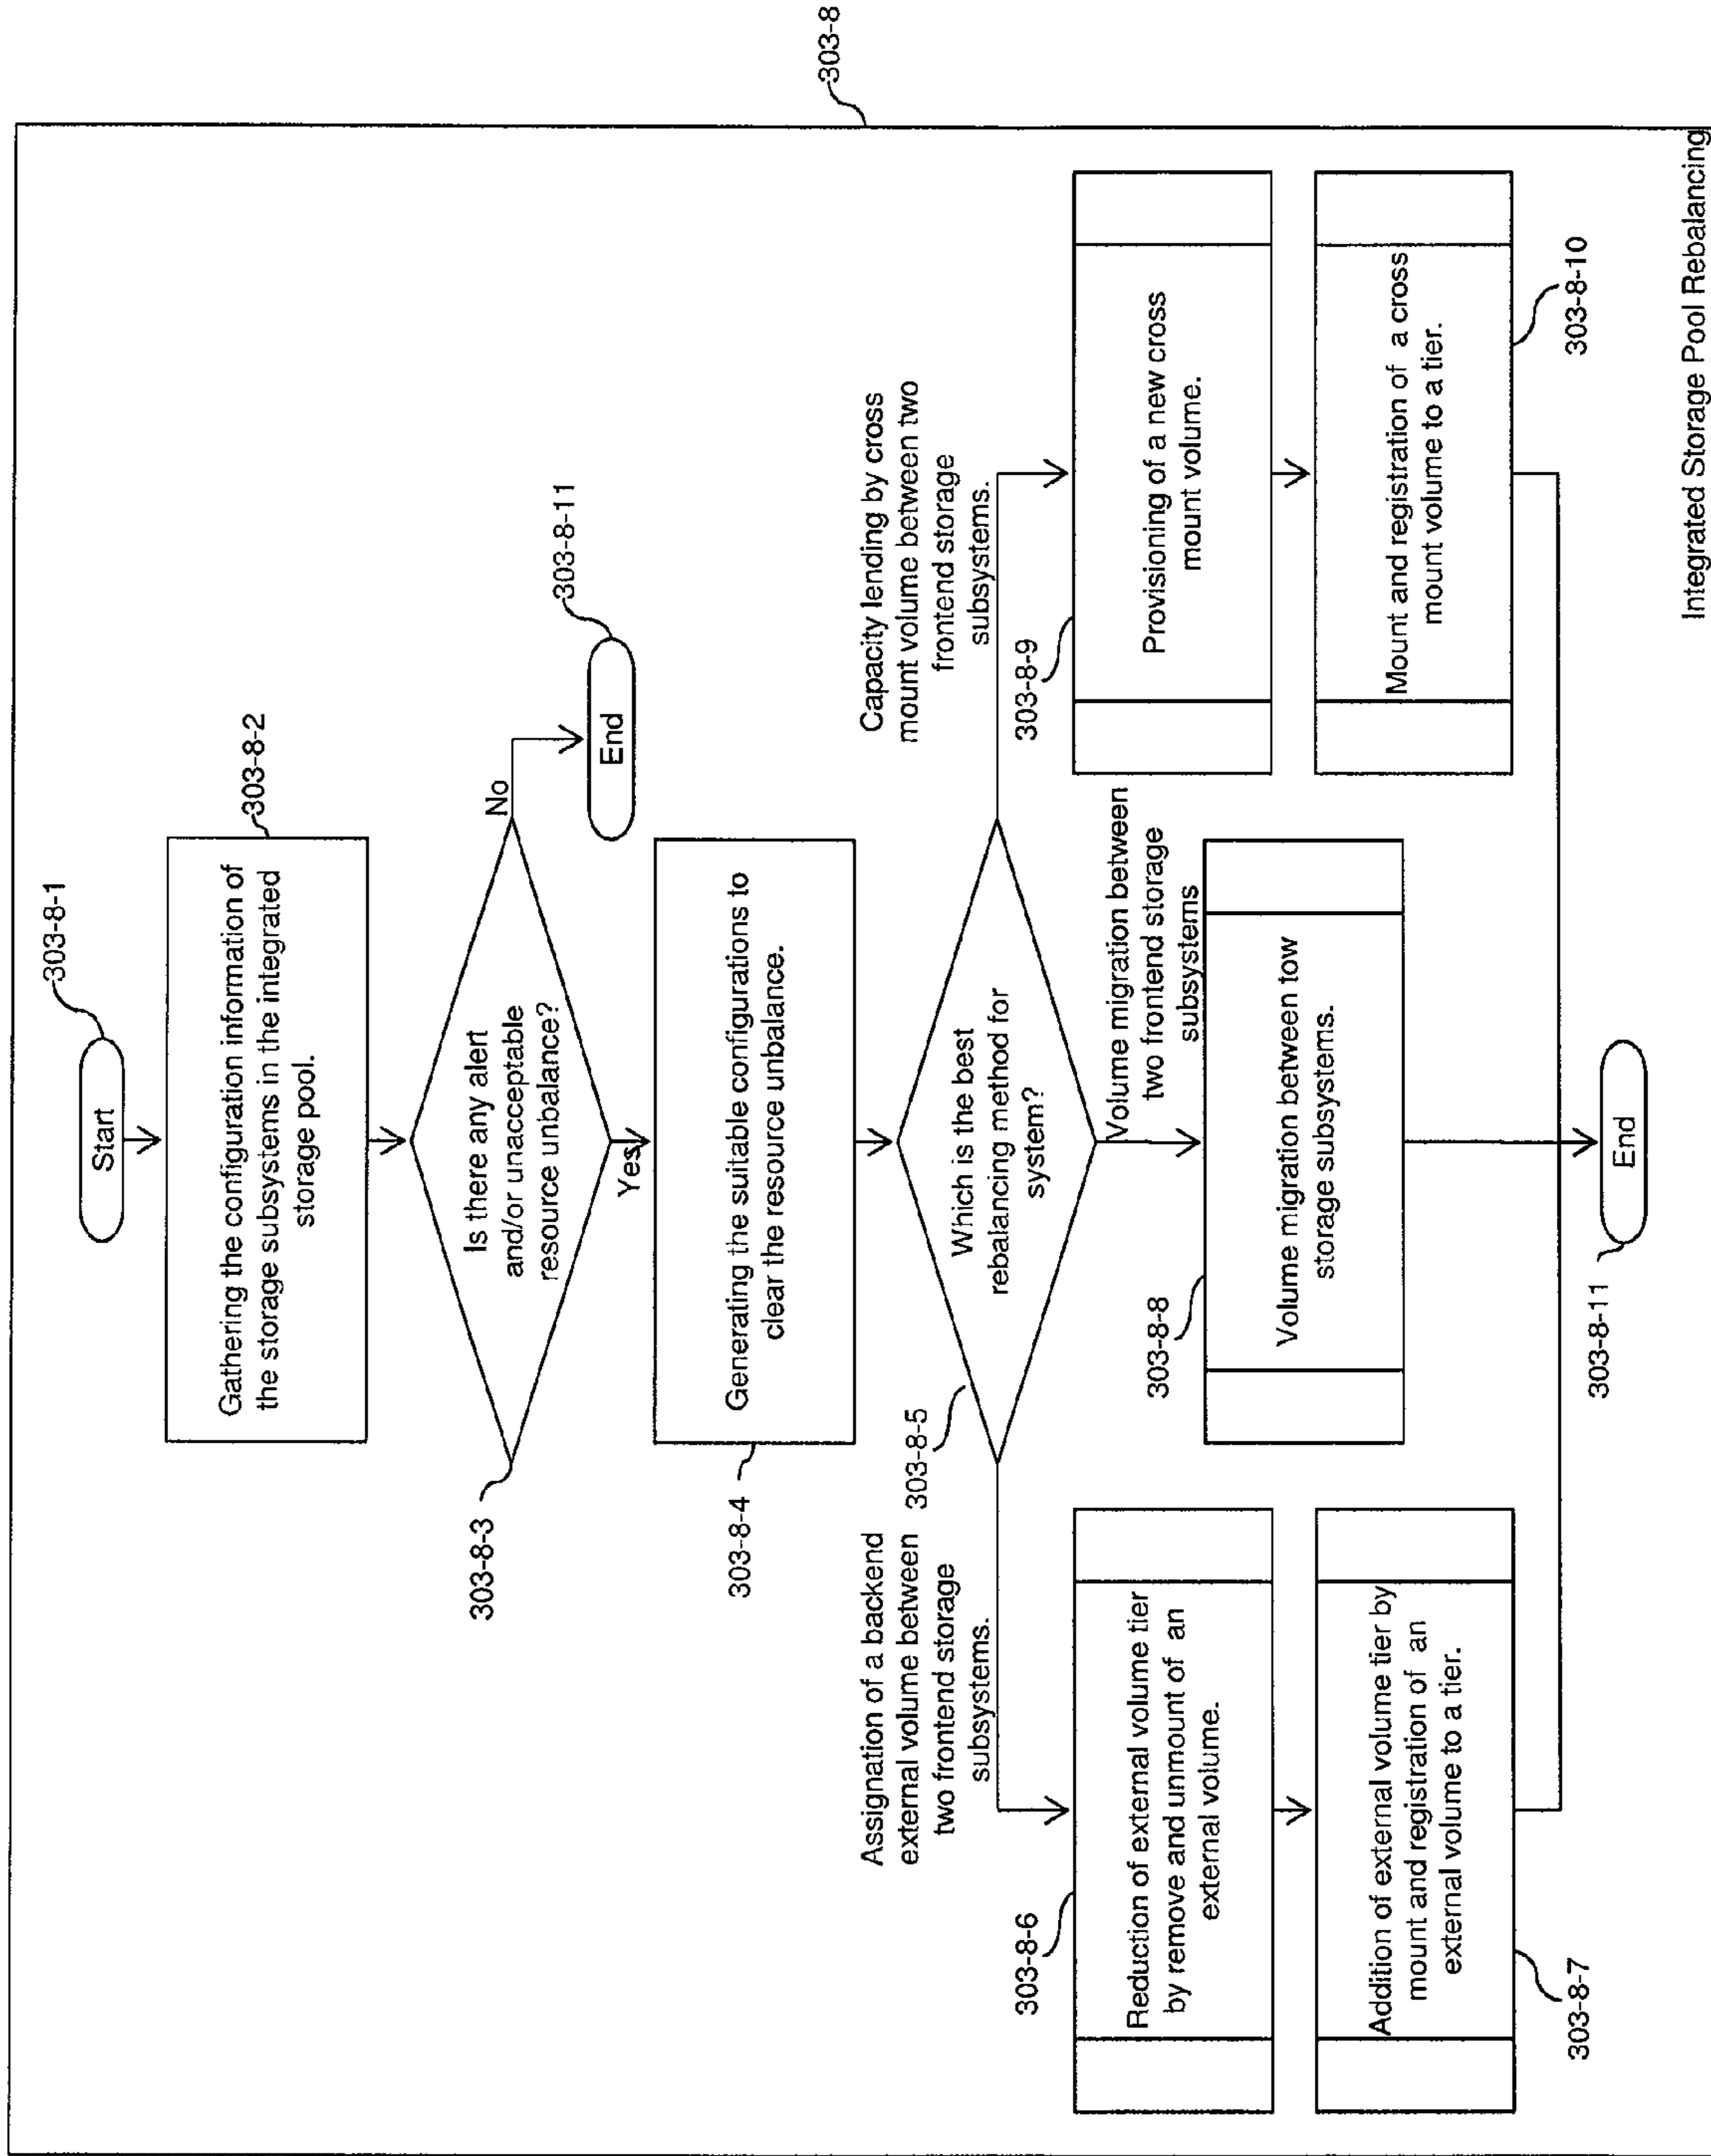 303-8
303-8-1
Start
303-8-2
Gathering the configuration information of
the storage subsystems in the integrated
storage pool.
303-8-3
Is there any alert
and/or unacceptable
resource unbalance?
No
303-8-11
End
Yes
303-8-4
Generating the suitable configurations to
clear the resource unbalance.
303-8-5
Which is the best
rebalancing method for
system?
Assignation of a backend
external volume between
two frontend storage
subsystems.
Volume migration between
two frontend storage
subsystems
Capacity lending by cross
mount volume between two
frontend storage
subsystems.
303-8-6
Reduction of external volume tier
by remove and unmount of an
external volume.
303-8-7
Addition of external volume tier by
mount and registration of an
external volume to a tier.
303-8-8
Volume migration between tow
storage subsystems.
303-8-9
Provisioning of a new cross
mount volume.
Mount and registration of a cross
mount volume to a tier.
303-8-10
303-8-11
End
Integrated Storage Pool Rebalancing